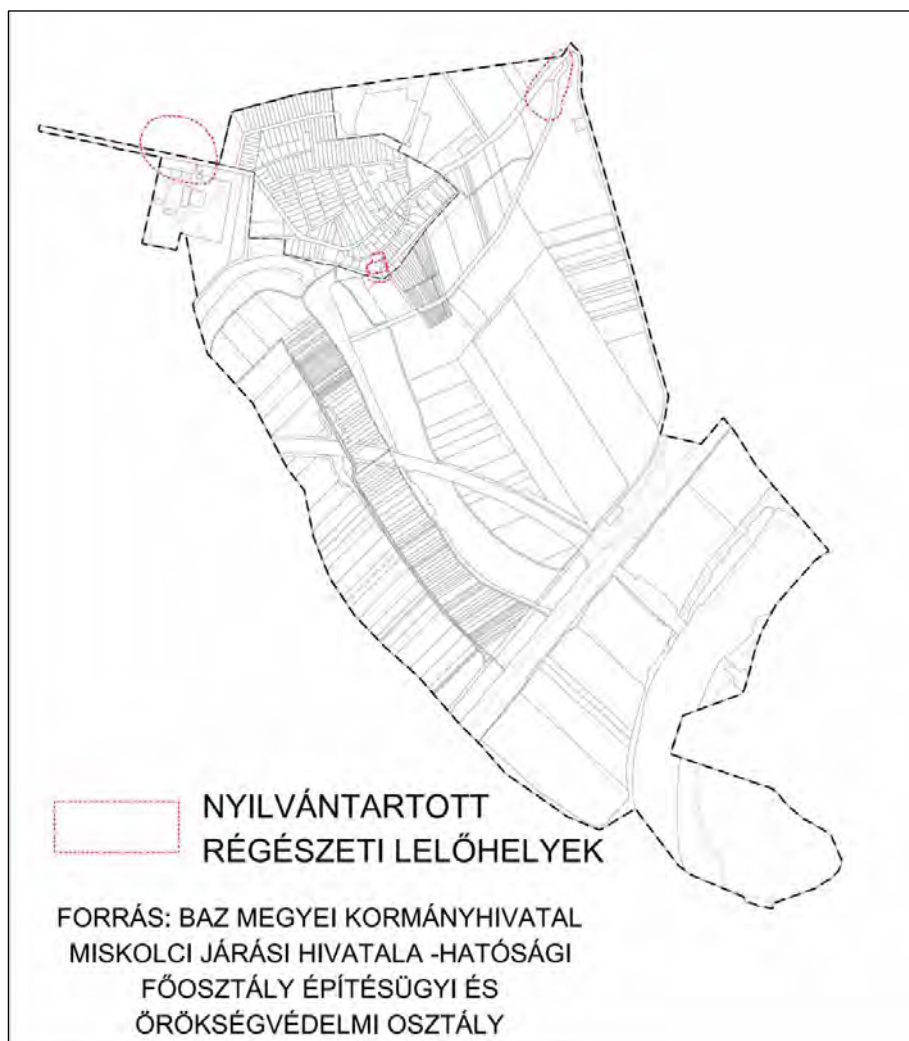 NYILVÁNTARTOTT
RÉGÉSZETI LELŐHELYEK
FORRÁS: BAZ MEGYEI KORMÁNYHIVATAL
MISKOLCI JÁRÁSI HIVATALA -HATÓSÁGI
FŐOSZTÁLY ÉPÍTÉSÜGYI ÉS
ÖRÖKSÉGVÉDELMI OSZTÁLY